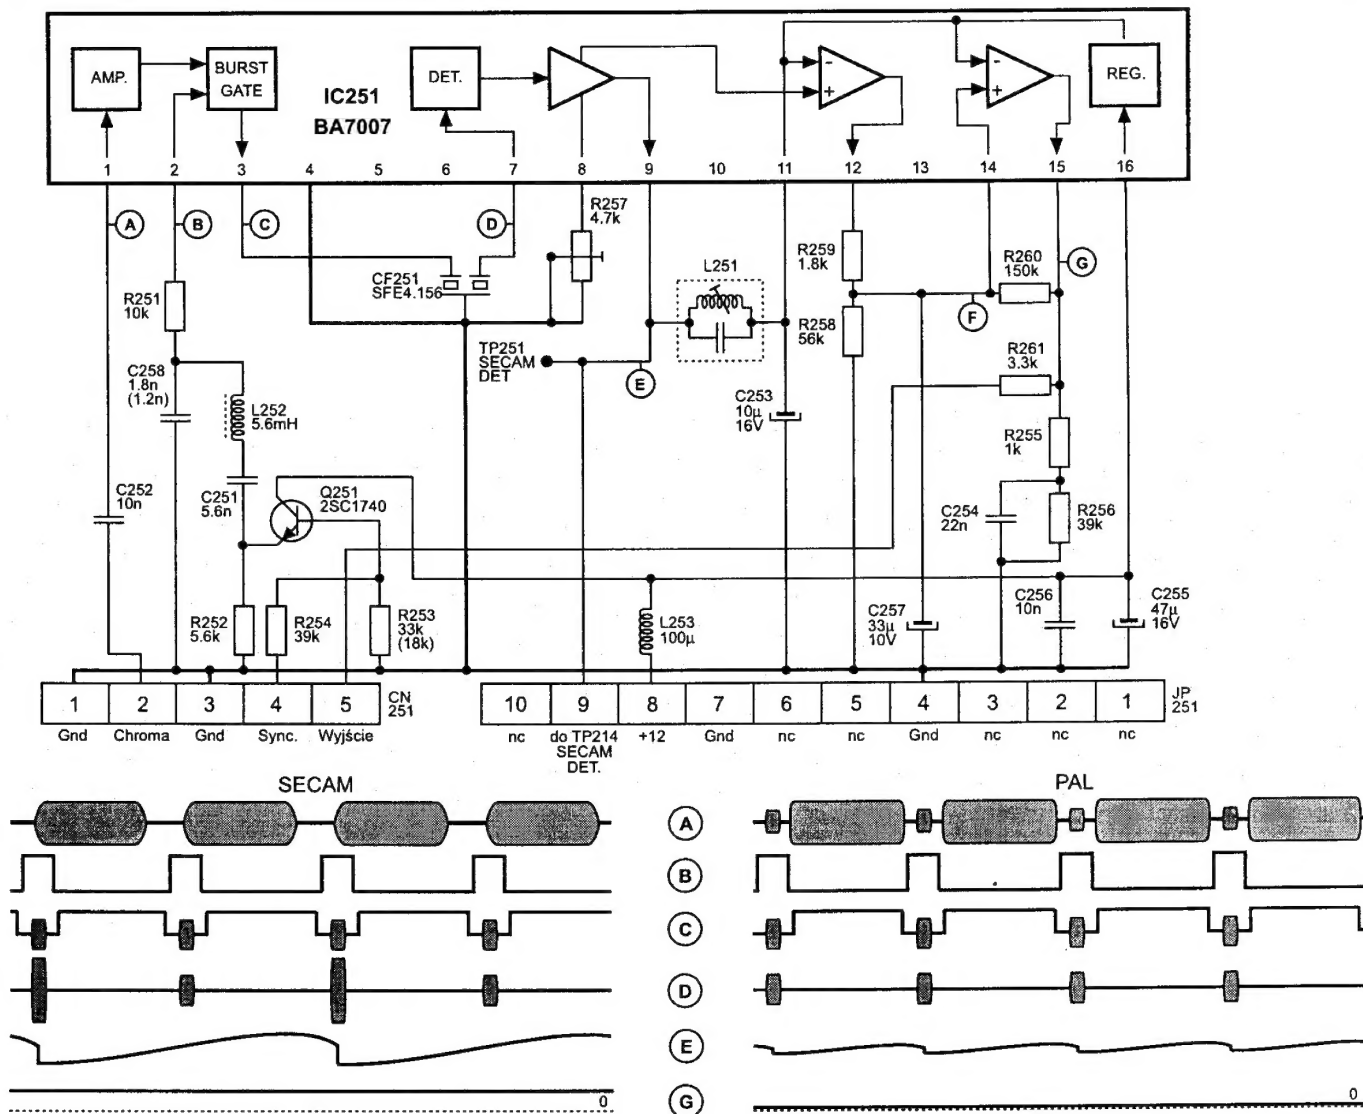 AMP.
BURST
GATE
IC251
BA7007
DET.
-
+
-
+
REG.
1 2 3 4 5 6 7 8 9 10 11 12 13 14 15 16
A
B
C
D
R257
4.7k
CF251
SFE4.156
L251
R259
1.8k
R260
150k
G
F
R251
10k
R258
56k
TP251
SECAM
DET
E
R261
3.3k
C258
1.8n
(1.2n)
L252
5.6mH
C253
10µ
16V
R255
1k
C252
10n
C251
5.6n
Q251
2SC1740
C254
22n
R256
39k
R252
5.6k
R254
39k
R253
33k
(18k)
L253
100µ
C257
33µ
10V
C256
10n
C255
47µ
16V
1 2 3 4 5 CN
251
Gnd Chroma Gnd Sync. Wyjście
10 9 8 7 6 5 4 3 2 1 JP
251
nc do TP214
SECAM
DET. +12 Gnd nc nc Gnd nc nc nc
SECAM PAL
A
B
C
D
E
0 G 0